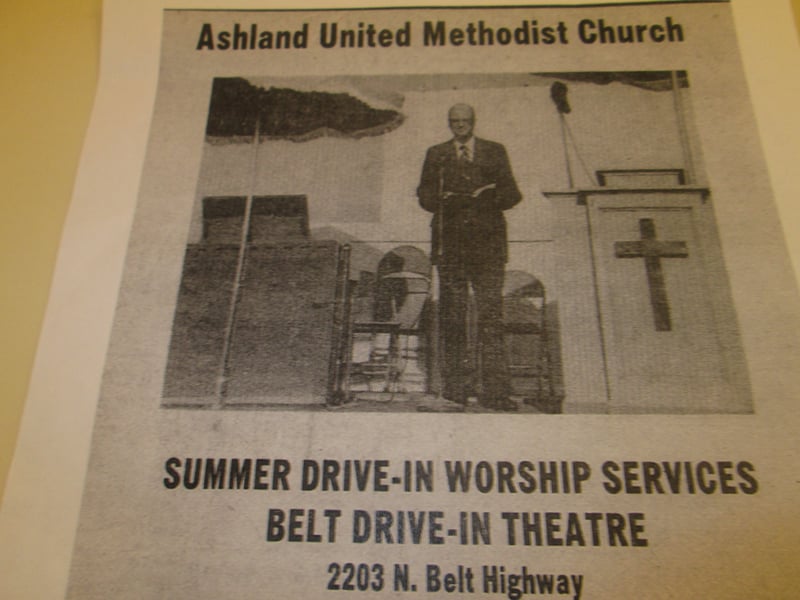 Ashland United Methodist Church
SUMMER DRIVE-IN WORSHIP SERVICES
BELT DRIVE-IN THEATRE
2203 N. Belt Highway